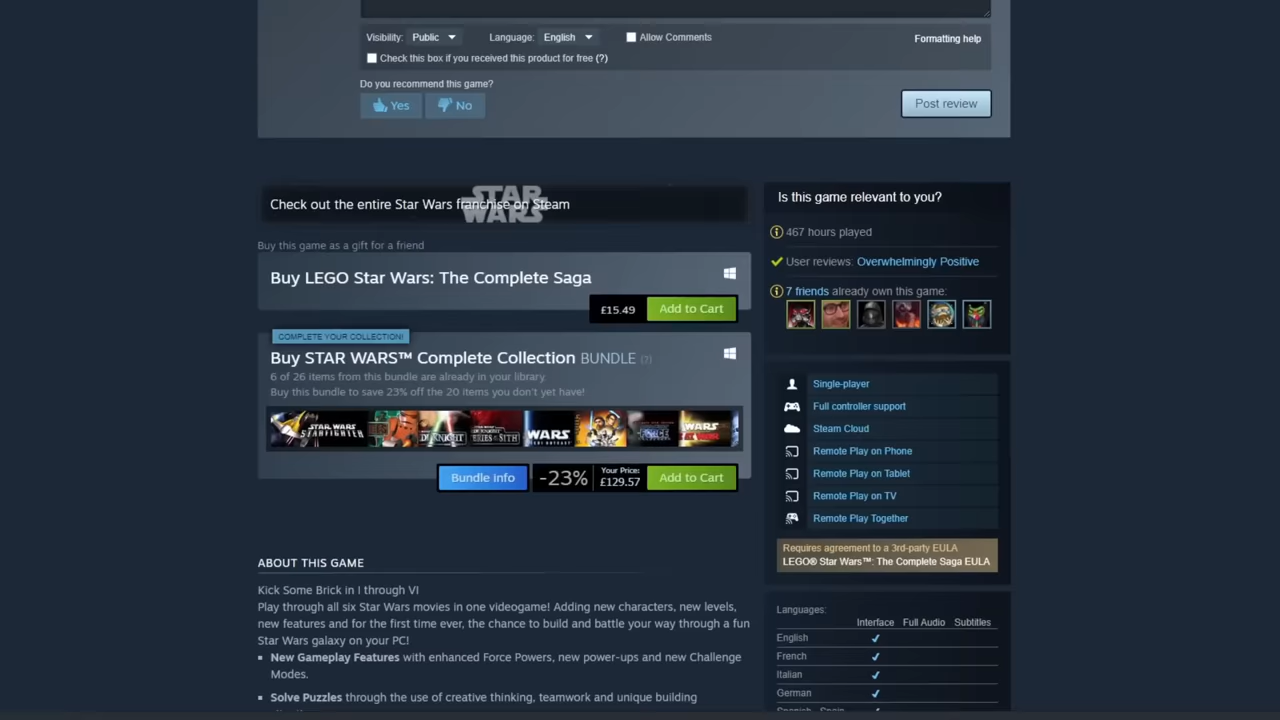 Visibility: Public Language: English Allow Comments Formatting help
Check this box if you received this product for free (?)
Do you recommend this game?
Yes No Post review
STAR WARS
Check out the entire Star Wars franchise on Steam
Buy this game as a gift for a friend
Buy LEGO Star Wars: The Complete Saga
£15.49 Add to Cart
COMPLETE YOUR COLLECTION!
Buy STAR WARS™ Complete Collection BUNDLE (?)
6 of 26 items from this bundle are already in your library.
Buy this bundle to save 23% off the 20 items you don't yet have!
STAR WARS
STARFIGHTER
WARS
Bundle Info -23% Your Price: £129.57 Add to Cart
ABOUT THIS GAME
Kick Some Brick in I through VI
Play through all six Star Wars movies in one videogame! Adding new characters, new levels,
new features and for the first time ever, the chance to build and battle your way through a fun
Star Wars galaxy on your PC!
New Gameplay Features with enhanced Force Powers, new power-ups and new Challenge
Modes.
Solve Puzzles through the use of creative thinking, teamwork and unique building
Is this game relevant to you?
467 hours played
User reviews: Overwhelmingly Positive
7 friends already own this game:
Single-player
Full controller support
Steam Cloud
Remote Play on Phone
Remote Play on Tablet
Remote Play on TV
Remote Play Together
Requires agreement to a 3rd-party EULA
LEGO® Star Wars™: The Complete Saga EULA
Languages:
Interface Full Audio Subtitles
English
French
Italian
German